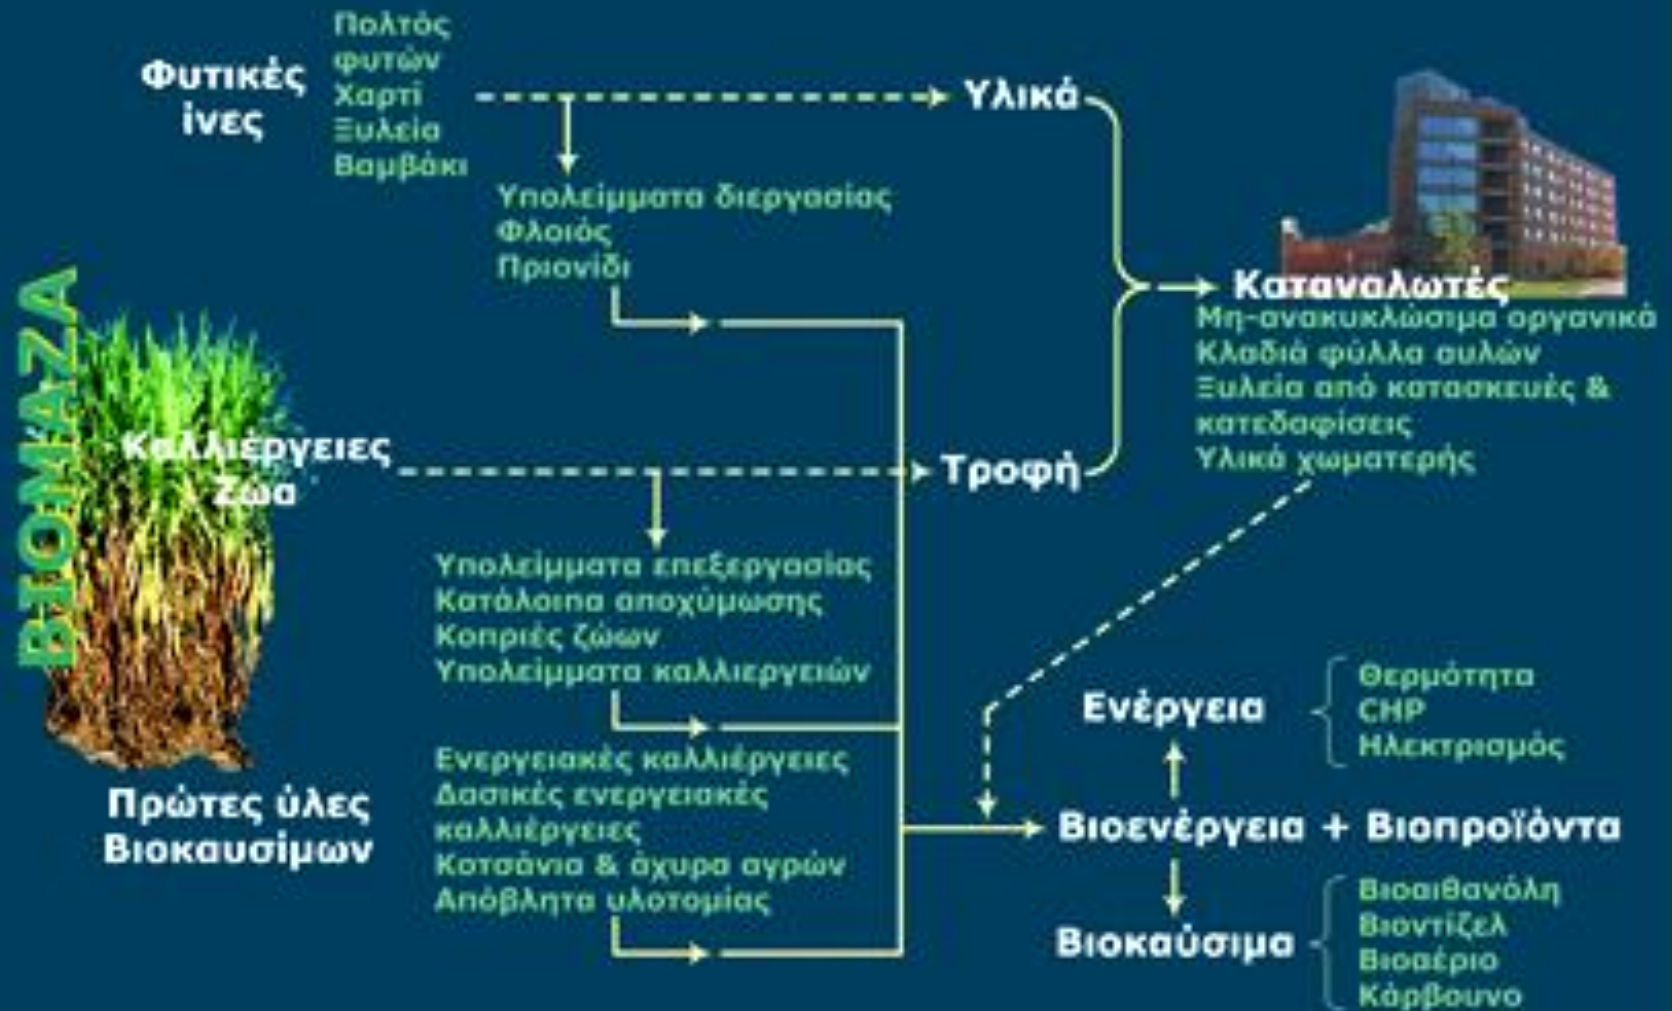 ΒΙΟΜΑΖΑ
Φυτικές
ίνες
Πολτός
φυτών
Χαρτί
Ξυλεία
Βαμβάκι
Υλικά
Υπολείμματα διεργασίας
Φλοιός
Πριονίδι
Καταναλωτές
Μη-ανακυκλώσιμα οργανικά
Κλαδιά φύλλα αυλών
Ξυλεία από κατασκευές &
κατεδαφίσεις
Υλικά χωματερής
Καλλιέργειες
Ζώα
Τροφή
Υπολείμματα επεξεργασίας
Κατάλοιπα αποχύμωσης
Κοπριές ζώων
Υπολείμματα καλλιεργειών
Πρώτες ύλες
Βιοκαυσίμων
Ενεργειακές καλλιέργειες
Δασικές ενεργειακές
καλλιέργειες
Κοτσάνια & άχυρα αγρών
Απόβλητα υλοτομίας
Ενέργεια
Θερμότητα
CHP
Ηλεκτρισμός
Βιοενέργεια + Βιοπροϊόντα
Βιοκαύσιμα
Βιοαιθανόλη
Βιοντίζελ
Βιοαέριο
Κάρβουνο